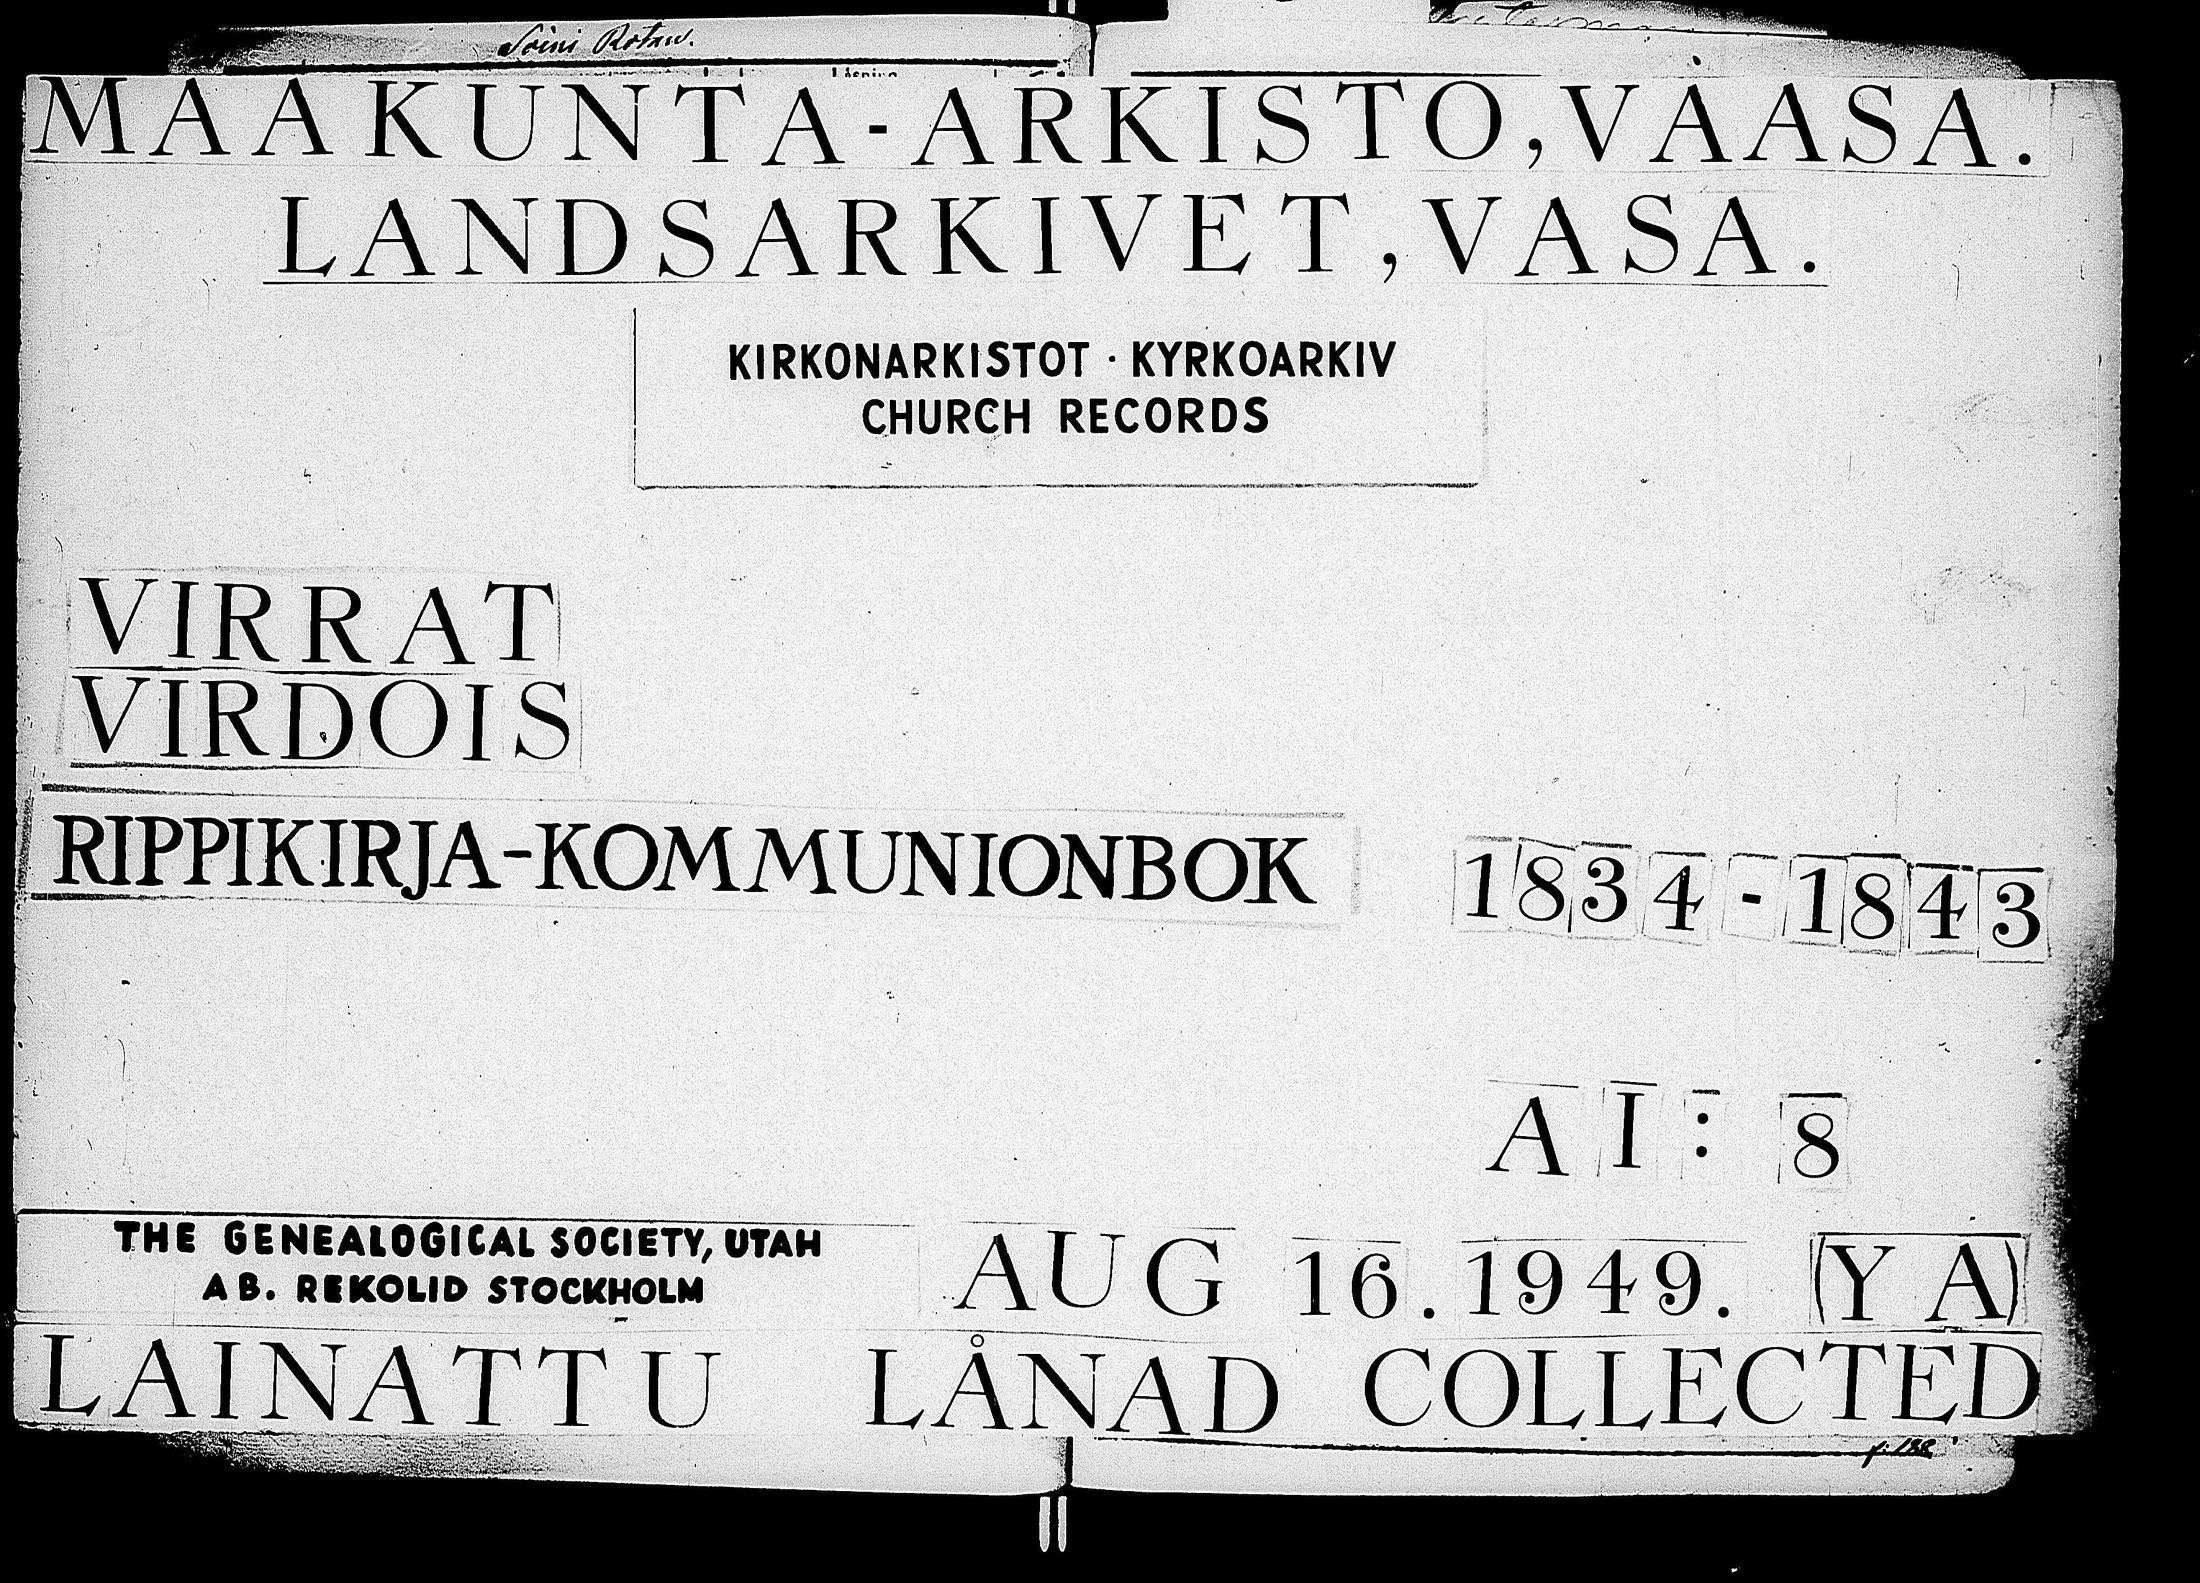 Soini
MAAKUNTA-ARKISTO, VAASA.
LANDSARKIVET, VASA.
KIRKONARKISTOT · KYRKOARKIV
CHURCH RECORDS
VIRRAT
VIRDOIS
RIPPIKIRJA-KOMMUNIONBOK 1834-1843
AI: 8
THE GENEALOGICAL SOCIETY, UTAH
AB. REKOLID STOCKHOLM
AUG 16. 1949. (YA)
LAINATTU LÅNAD COLLECTED